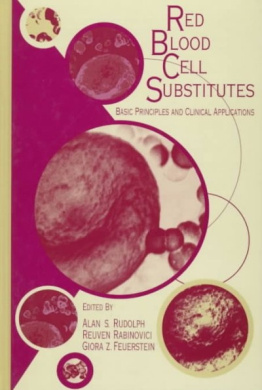 RED
BLOOD
CELL
SUBSTITUTES
BASIC PRINCIPLES AND CLINICAL APPLICATIONS
EDITED BY
ALAN S. RUDOLPH
REUVEN RABINOVICI
GIORA Z. FEUERSTEIN